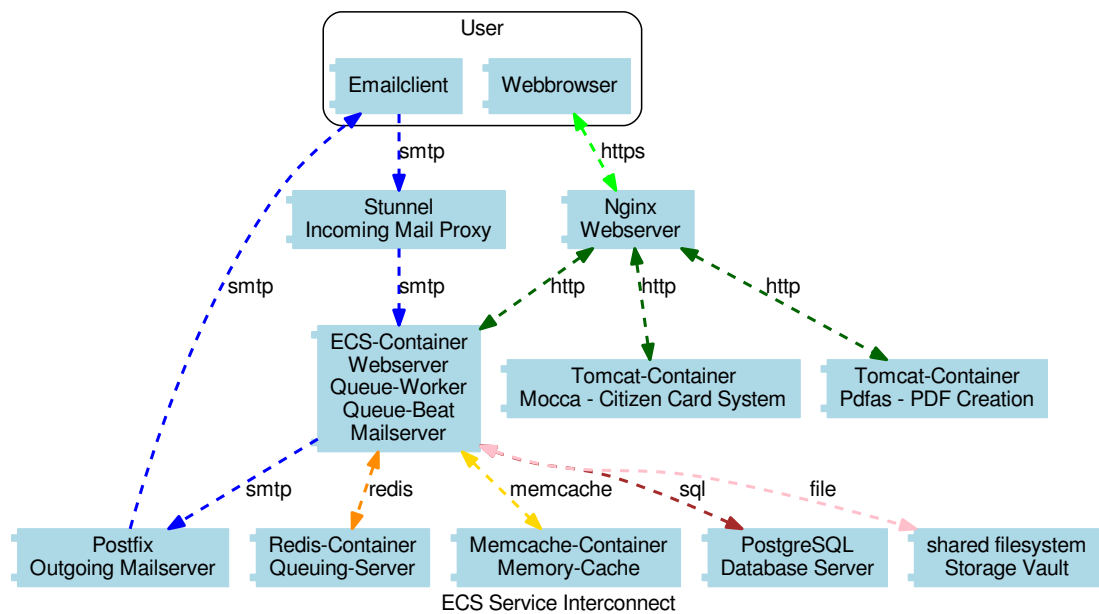 User
Emailclient
Webbrowser
smtp
https
Stunnel
Incoming Mail Proxy
Nginx
Webserver
smtp
smtp
http
http
http
ECS-Container
Webserver
Queue-Worker
Queue-Beat
Mailserver
Tomcat-Container
Mocca - Citizen Card System
Tomcat-Container
Pdfas - PDF Creation
smtp
redis
memcache
sql
file
Postfix
Outgoing Mailserver
Redis-Container
Queuing-Server
Memcache-Container
Memory-Cache
PostgreSQL
Database Server
shared filesystem
Storage Vault
ECS Service Interconnect